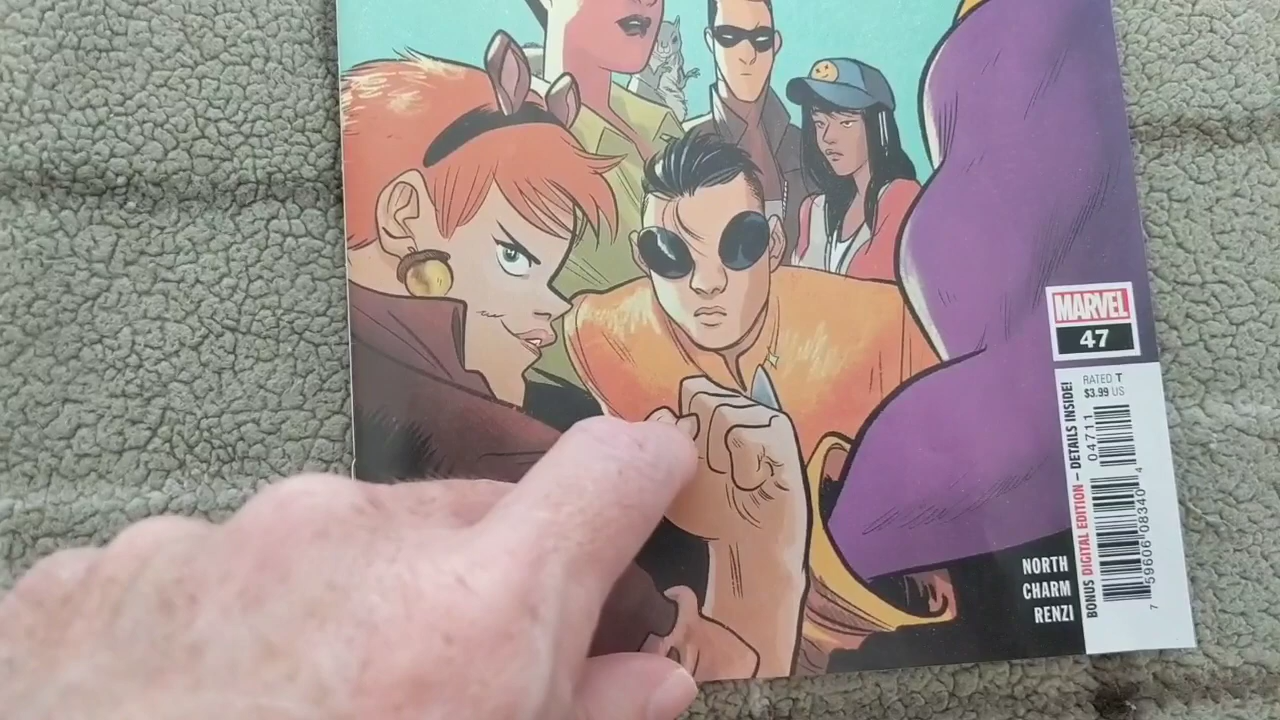 MARVEL
47
RATED T
$3.99 US
BONUS DIGITAL EDITION – DETAILS INSIDE!
04711
7 59606 08340 4
NORTH
CHARM
RENZI